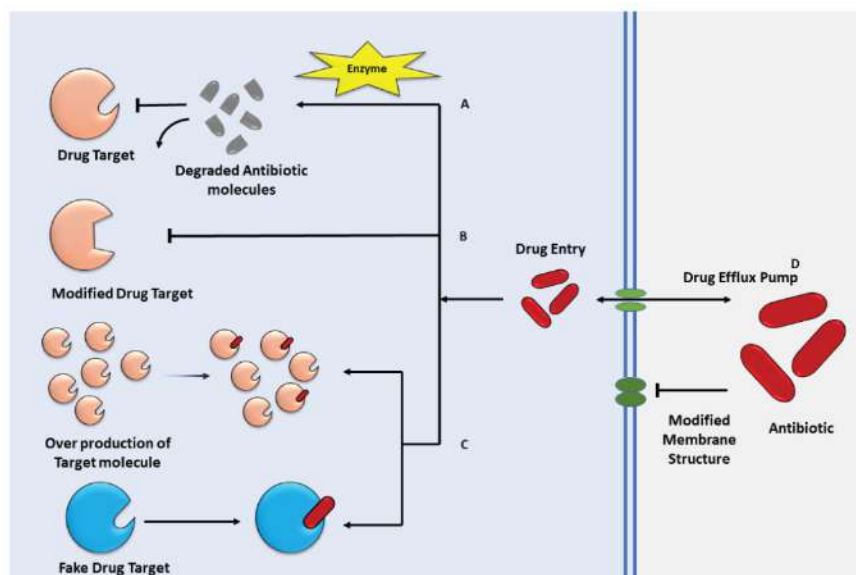 Enzyme
A
Drug Target
Degraded Antibiotic
molecules
B
Modified Drug Target
Drug Entry
D
Drug Efflux Pump
Over production of
Target molecule
C
Modified
Membrane
Structure
Antibiotic
Fake Drug Target